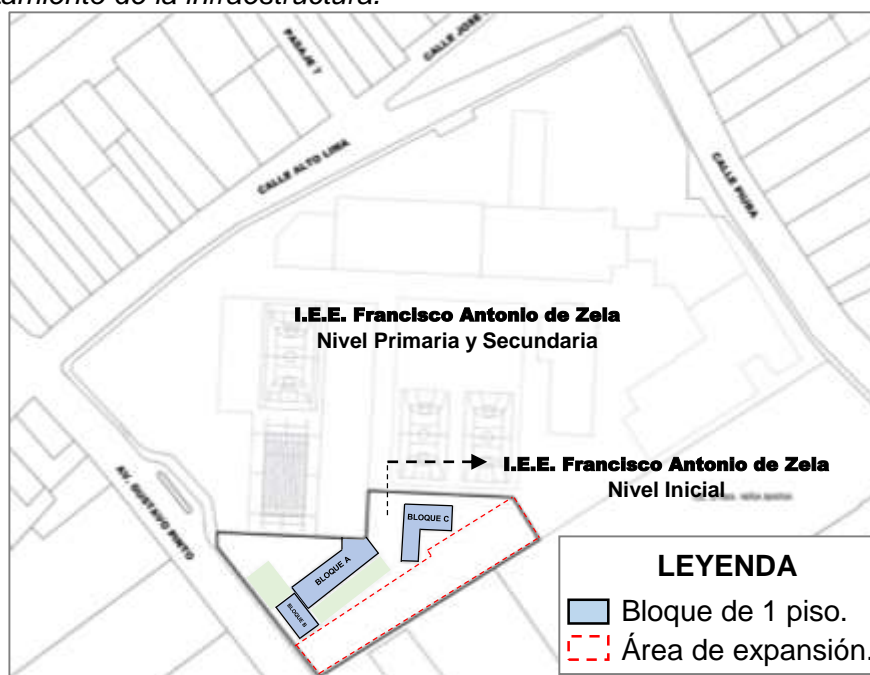 tamiento de la infraestructura.
PASAJE 7
CALLE JOSE
CALLE ALTO LIMA
CALLE PIURA
I.E.E. Francisco Antonio de Zela
Nivel Primaria y Secundaria
I.E.E. Francisco Antonio de Zela
Nivel Inicial
AV. GUSTAVO PINTO
BLOQUE C
BLOQUE A
BLOQUE B
LEYENDA
Bloque de 1 piso.
Área de expansión.